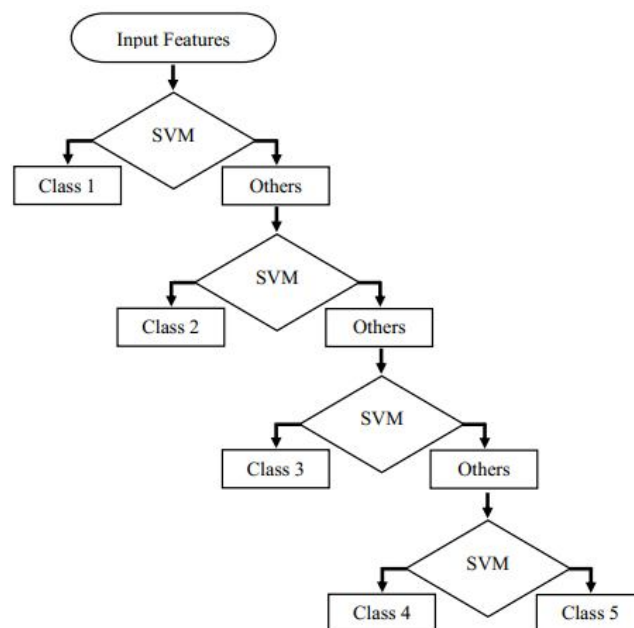 Input Features
SVM
Class 1
Others
SVM
Class 2
Others
SVM
Class 3
Others
SVM
Class 4
Class 5